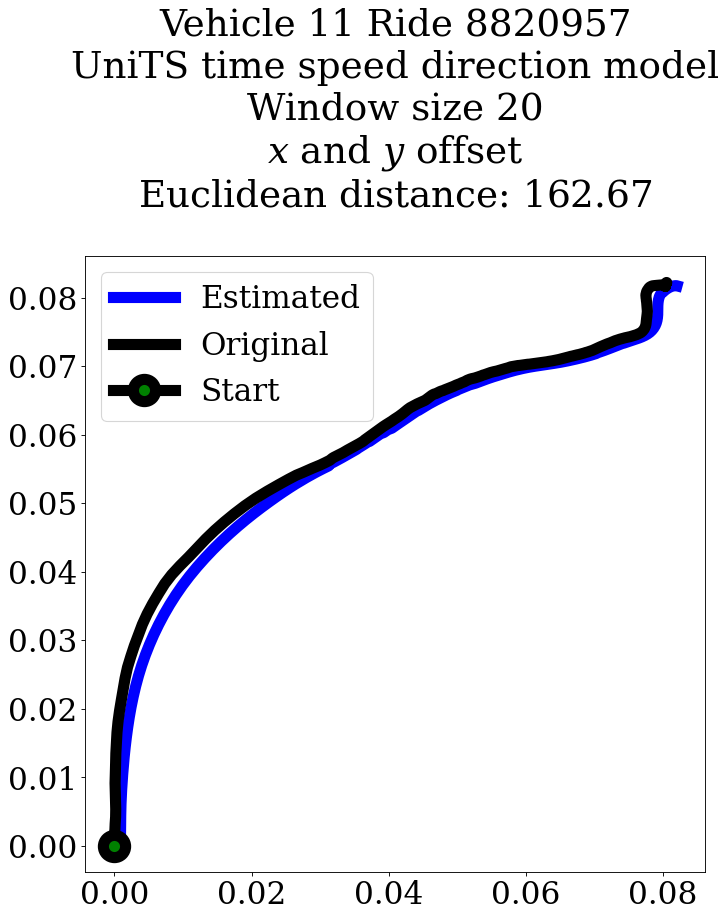 Vehicle 11 Ride 8820957
UniTS time speed direction model
Window size 20
x and y offset
Euclidean distance: 162.67
Estimated
Original
Start
0.08
0.07
0.06
0.05
0.04
0.03
0.02
0.01
0.00
0.00 0.02 0.04 0.06 0.08